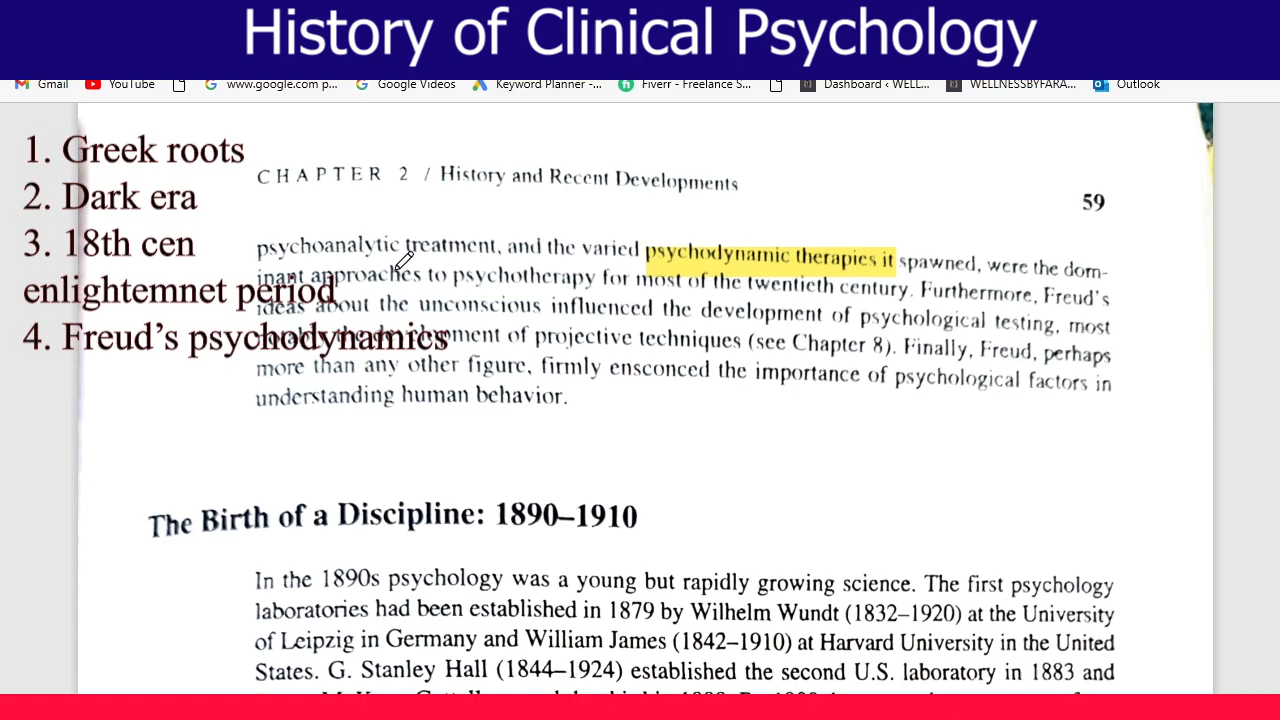 History of Clinical Psychology
Gmail YouTube www.google.com p... Google Videos Keyword Planner -... Fiverr - Freelance S... Dashboard ‹ WELL... WELLNESSBYFARA... Outlook
1. Greek roots
2. Dark era
3. 18th cen
enlightemnet period
4. Freud's psychodynamics
CHAPTER 2 / History and Recent Developments
59
psychoanalytic treatment, and the varied psychodynamic therapies it spawned, were the dom-
inant approaches to psychotherapy for most of the twentieth century. Furthermore, Freud's
ideas about the unconscious influenced the development of psychological testing, most
the development of projective techniques (see Chapter 8). Finally, Freud, perhaps
more than any other figure, firmly ensconced the importance of psychological factors in
understanding human behavior.
The Birth of a Discipline: 1890–1910
In the 1890s psychology was a young but rapidly growing science. The first psychology
laboratories had been established in 1879 by Wilhelm Wundt (1832–1920) at the University
of Leipzig in Germany and William James (1842–1910) at Harvard University in the United
States. G. Stanley Hall (1844–1924) established the second U.S. laboratory in 1883 and